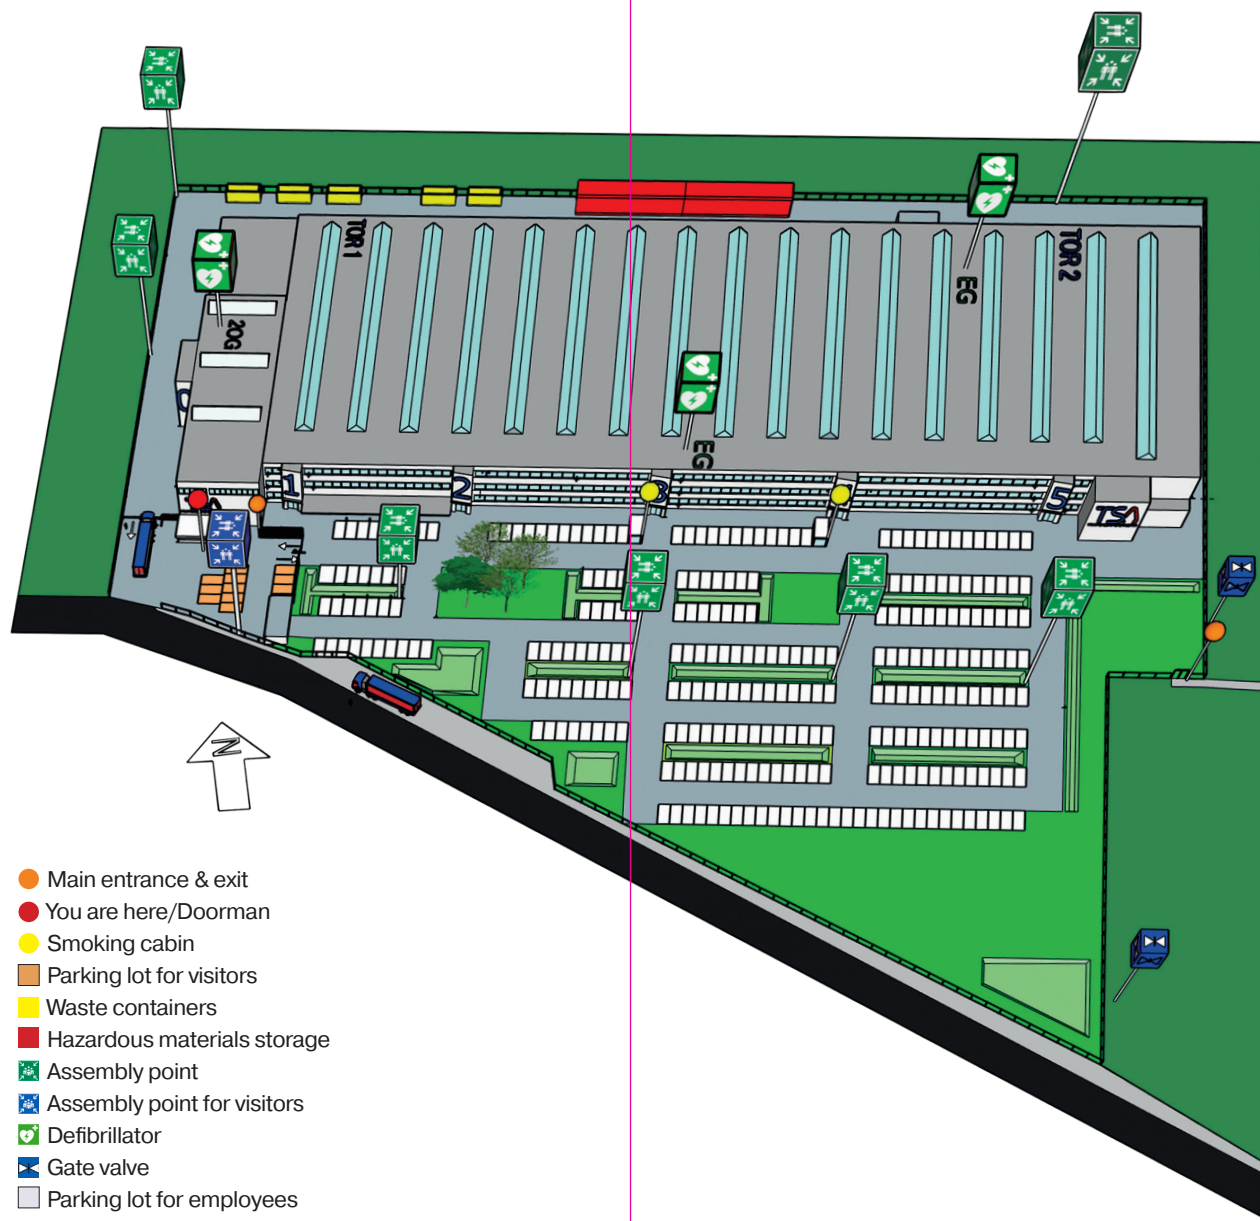 TOR 1
TOR 2
EG
2OG
EG
0
1
2
3
5
TSA
N
Main entrance & exit
You are here/Doorman
Smoking cabin
Parking lot for visitors
Waste containers
Hazardous materials storage
Assembly point
Assembly point for visitors
Defibrillator
Gate valve
Parking lot for employees